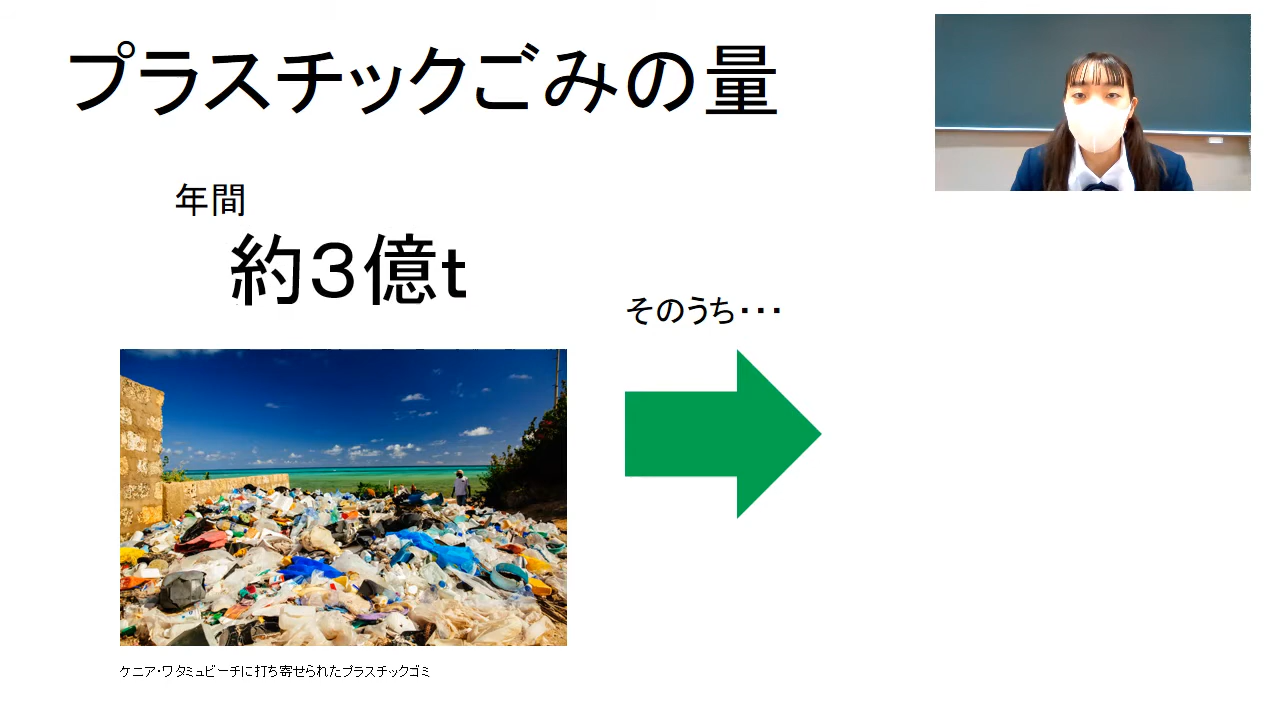 プラスチックごみの量
年間
約３億t
そのうち・・・
ケニア・ワタミュビーチに打ち寄せられたプラスチックゴミ